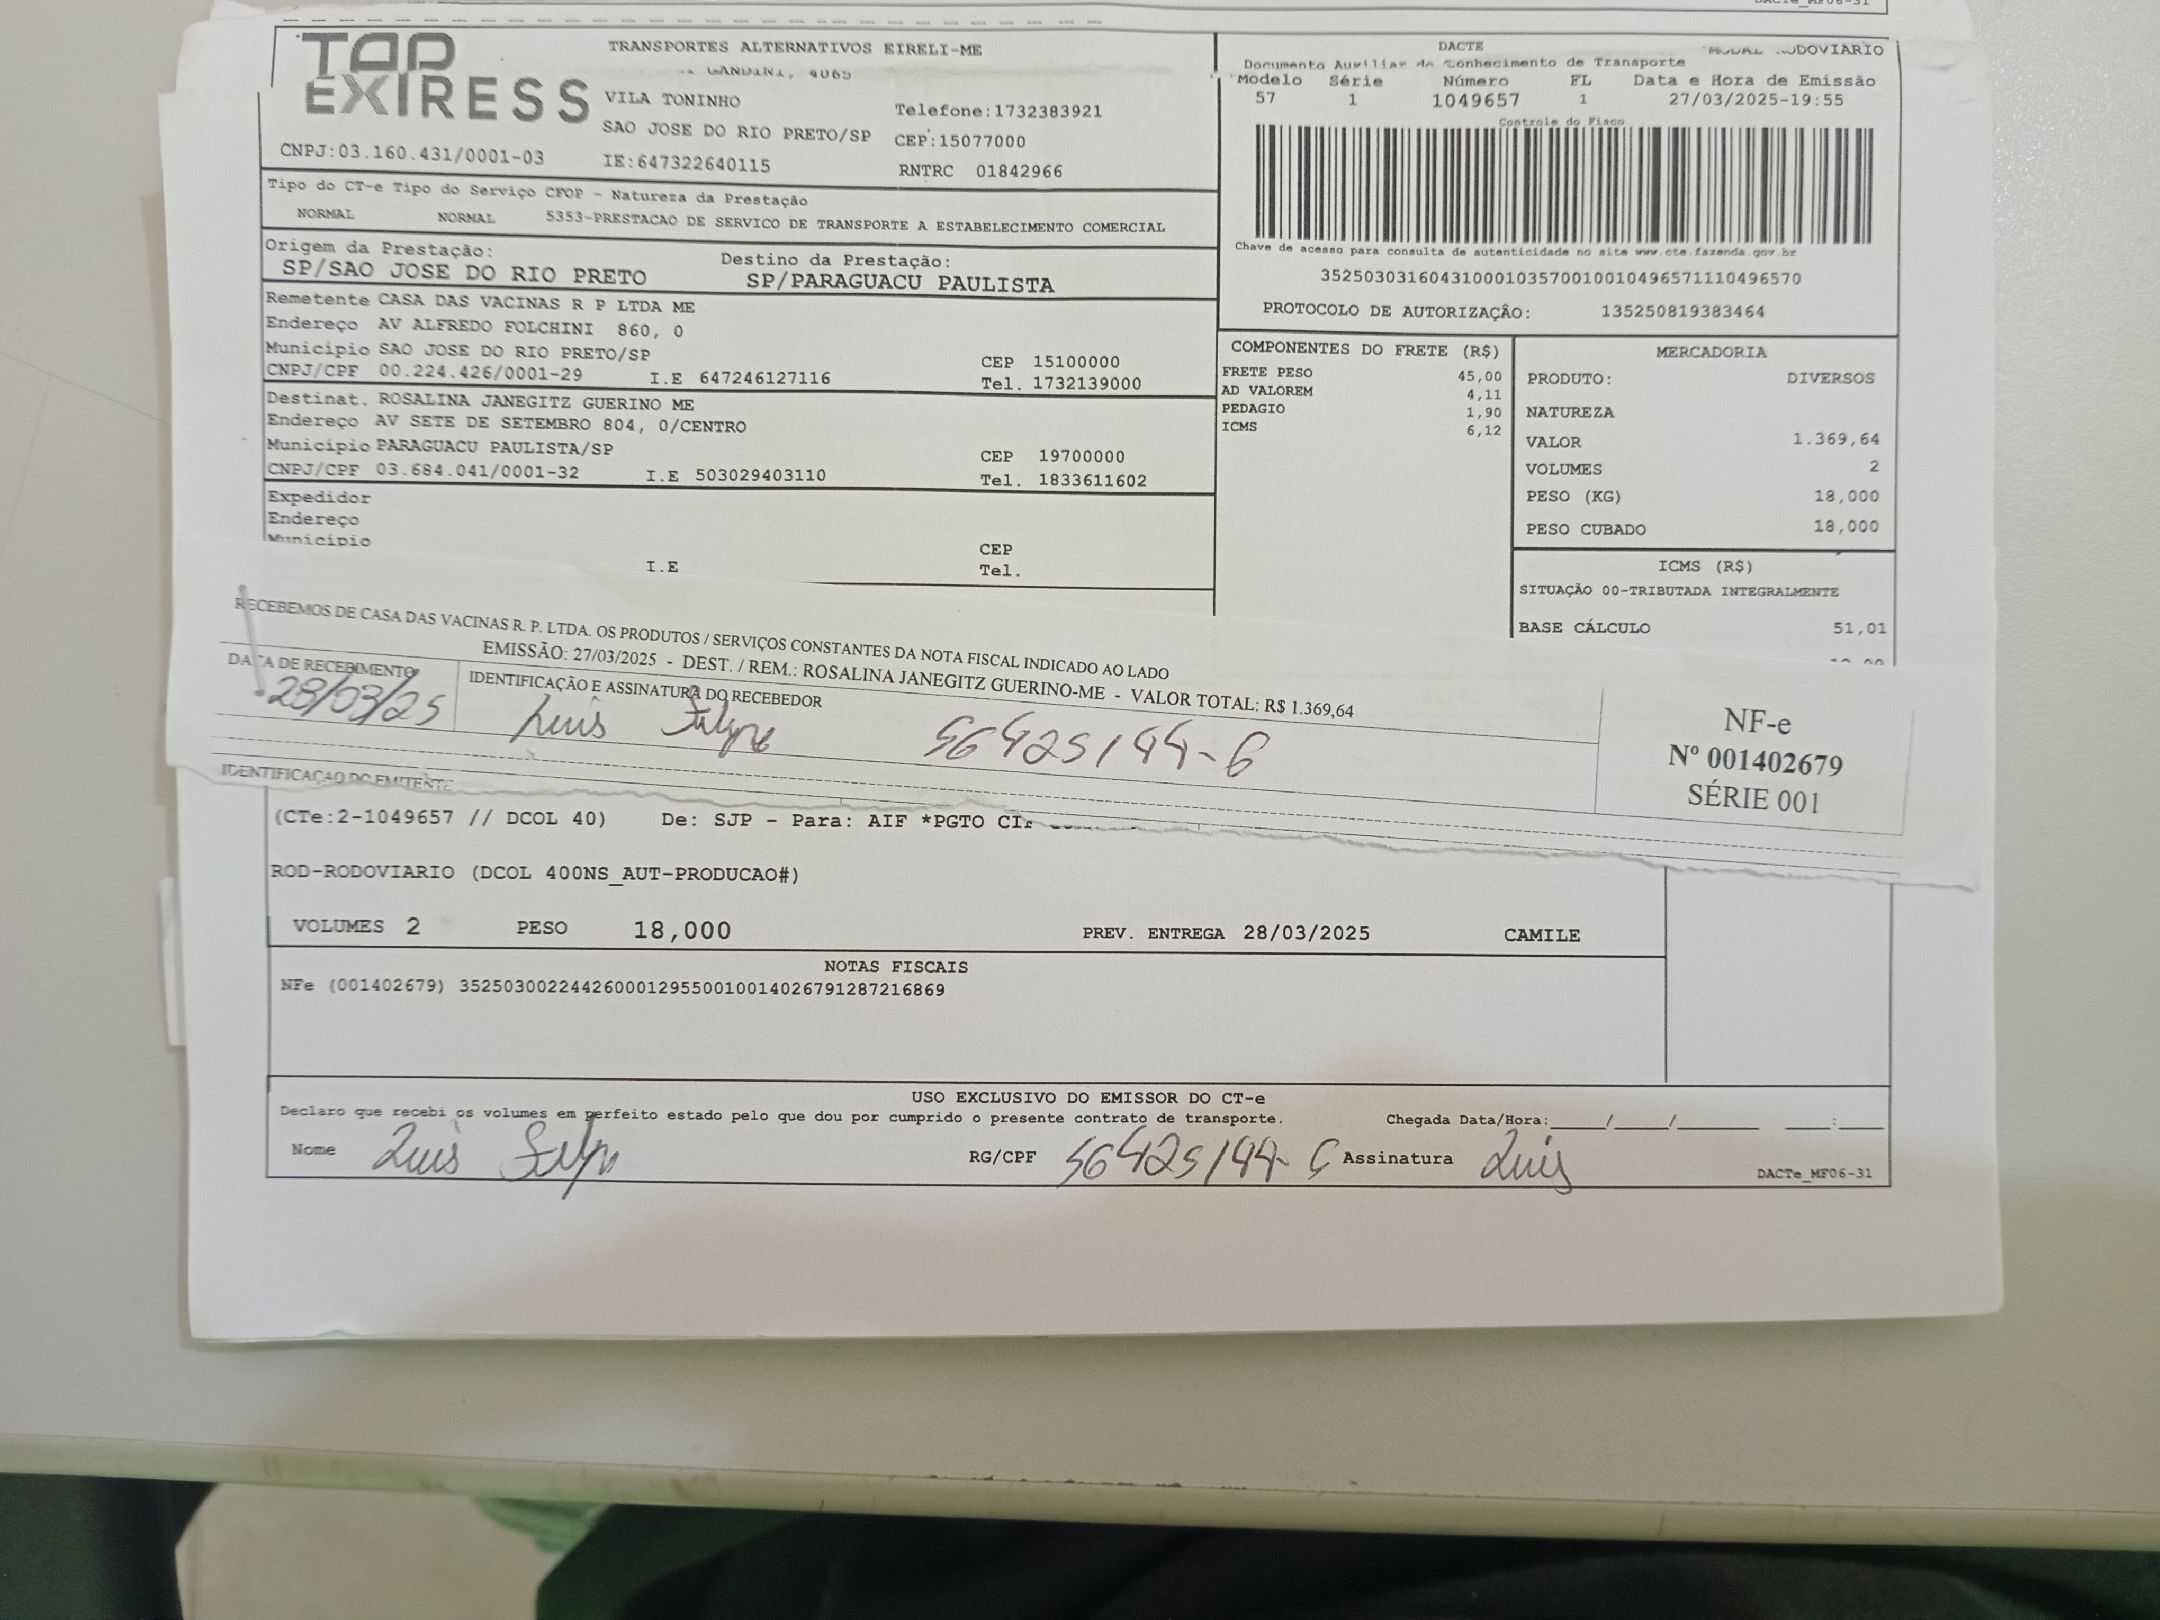 TRANSPORTES ALTERNATIVOS EIRELI-ME
GANDINI, 4065
VILA TONINHO
Telefone:1732383921
SAO JOSE DO RIO PRETO/SP CEP:15077000
CNPJ:03.160.431/0001-03 IE:647322640115 RNTRC 01842966
DACTE RODOVIARIO
Documento Auxiliar de Conhecimento de Transporte
Modelo Série Número FL Data e Hora de Emissão
57 1 1049657 1 27/03/2025-19:55
Controle do Fisco
Chave de acesso para consulta de autenticidade no site www.cte.fazenda.gov.br
35250303160431000103570010010496571110496570
PROTOCOLO DE AUTORIZAÇÃO: 135250819383464
Tipo do CT-e Tipo do Serviço CFOP - Natureza da Prestação
NORMAL NORMAL 5353-PRESTACAO DE SERVICO DE TRANSPORTE A ESTABELECIMENTO COMERCIAL
Origem da Prestação: Destino da Prestação:
SP/SAO JOSE DO RIO PRETO SP/PARAGUACU PAULISTA
Remetente CASA DAS VACINAS R P LTDA ME
Endereço AV ALFREDO FOLCHINI 860, 0
Municipio SAO JOSE DO RIO PRETO/SP CEP 15100000
CNPJ/CPF 00.224.426/0001-29 I.E 647246127116 Tel. 1732139000
Destinat. ROSALINA JANEGITZ GUERINO ME
Endereço AV SETE DE SETEMBRO 804, 0/CENTRO
Municipio PARAGUACU PAULISTA/SP CEP 19700000
CNPJ/CPF 03.684.041/0001-32 I.E 503029403110 Tel. 1833611602
Expedidor
Endereço
Municipio CEP
I.E Tel.
COMPONENTES DO FRETE (R$)
FRETE PESO 45,00
AD VALOREM 4,11
PEDAGIO 1,90
ICMS 6,12
MERCADORIA
PRODUTO: DIVERSOS
NATUREZA
VALOR 1.369,64
VOLUMES 2
PESO (KG) 18,000
PESO CUBADO 18,000
ICMS (R$)
SITUAÇÃO 00-TRIBUTADA INTEGRALMENTE
BASE CÁLCULO 51,01
RECEBEMOS DE CASA DAS VACINAS R. P. LTDA. OS PRODUTOS / SERVIÇOS CONSTANTES DA NOTA FISCAL INDICADO AO LADO
EMISSÃO: 27/03/2025 - DEST. / REM.: ROSALINA JANEGITZ GUERINO-ME - VALOR TOTAL: R$ 1.369,64
DATA DE RECEBIMENTO IDENTIFICAÇÃO E ASSINATURA DO RECEBEDOR
28/03/25 Luis Felype 56425144-6
NF-e
Nº 001402679
SÉRIE 001
IDENTIFICAÇÃO DO EMITENTE
(CTe:2-1049657 // DCOL 40) De: SJP - Para: AIF *PGTO
ROD-RODOVIARIO (DCOL 400NS_AUT-PRODUCAO#)
VOLUMES 2 PESO 18,000 PREV. ENTREGA 28/03/2025 CAMILE
NOTAS FISCAIS
NFe (001402679) 35250300224426000129550010014026791287216869
USO EXCLUSIVO DO EMISSOR DO CT-e
Declaro que recebi os volumes em perfeito estado pelo que dou por cumprido o presente contrato de transporte. Chegada Data/Hora:____/____/______ ___:___
Nome Luis RG/CPF 56425144- Assinatura Luis
DACTe_MF06-31